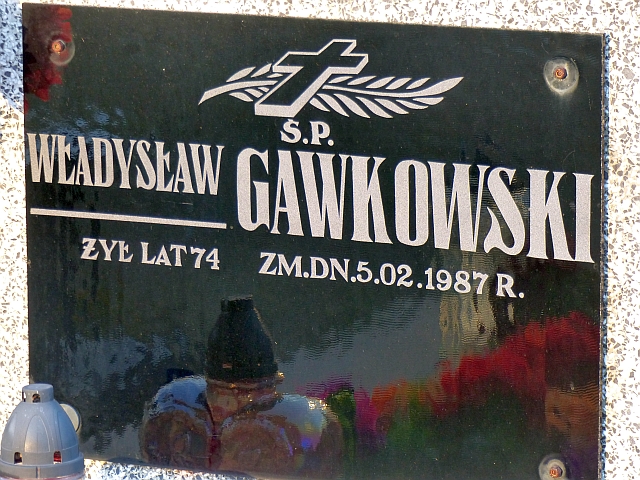 Ś.P.
WŁADYSŁAW GAWKOWSKI
ŻYŁ LAT 74 ZM.DN.5.02.1987 R.